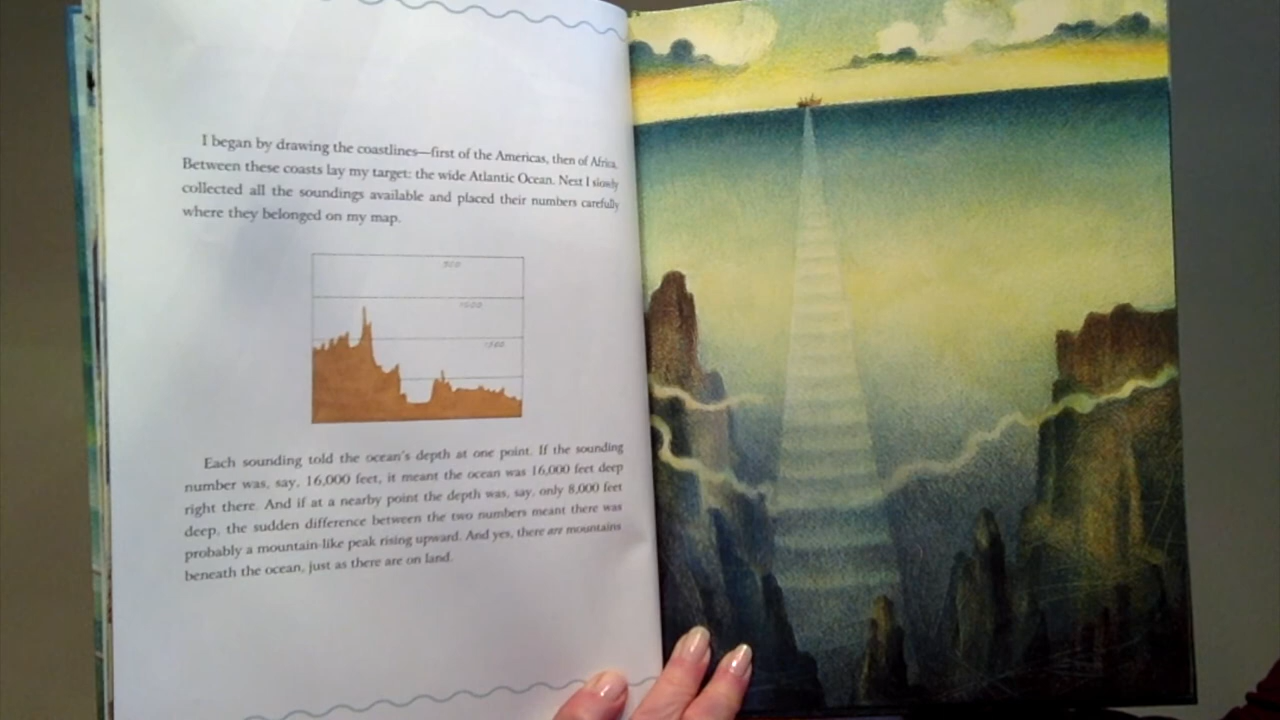 I began by drawing the coastlines—first of the Americas, then of Africa.
Between these coasts lay my target: the wide Atlantic Ocean. Next I slowly
collected all the soundings available and placed their numbers carefully
where they belonged on my map.
500
1000
1500
Each sounding told the ocean's depth at one point. If the sounding
number was, say, 16,000 feet, it meant the ocean was 16,000 feet deep
right there. And if at a nearby point the depth was, say, only 8,000 feet
deep, the sudden difference between the two numbers meant there was
probably a mountain-like peak rising upward. And yes, there are mountains
beneath the ocean, just as there are on land.